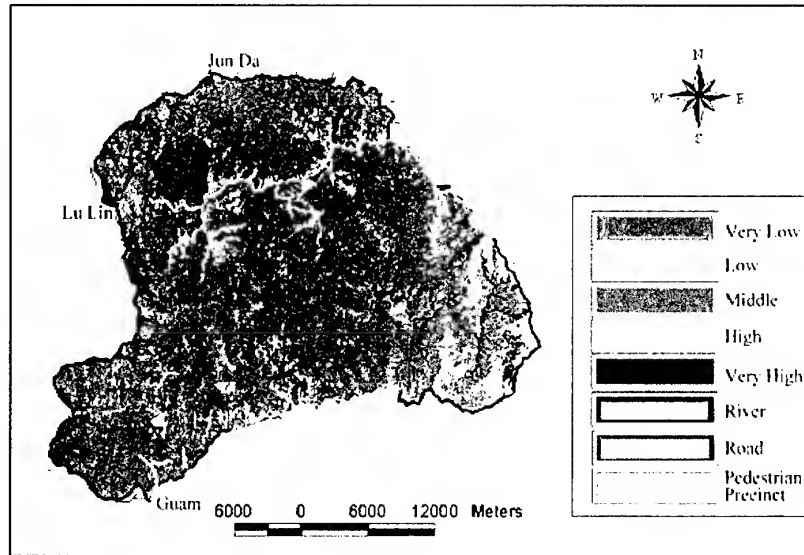 Jun Da
N
W E
S
Lu Lin
Very Low
Low
Middle
High
Very High
River
Road
Pedestrian
Precinct
Guam
6000 0 6000 12000 Meters